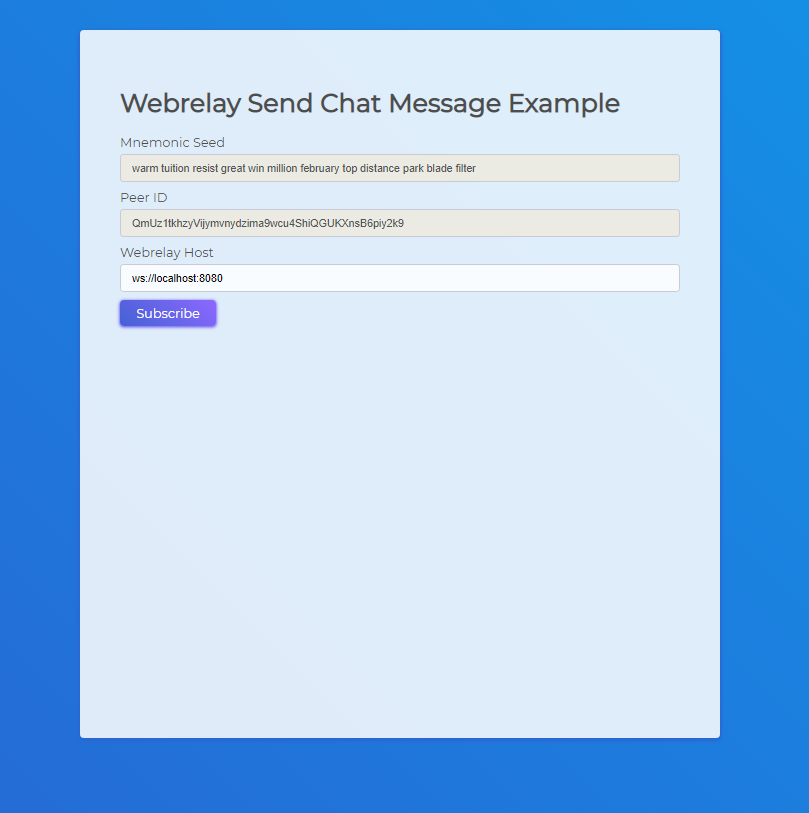 Webrelay Send Chat Message Example
Mnemonic Seed
warm tuition resist great win million february top distance park blade filter
Peer ID
QmUz1tkhzyVijymvnydzima9wcu4ShiQGUKXnsB6piy2k9
Webrelay Host
ws://localhost:8080
Subscribe